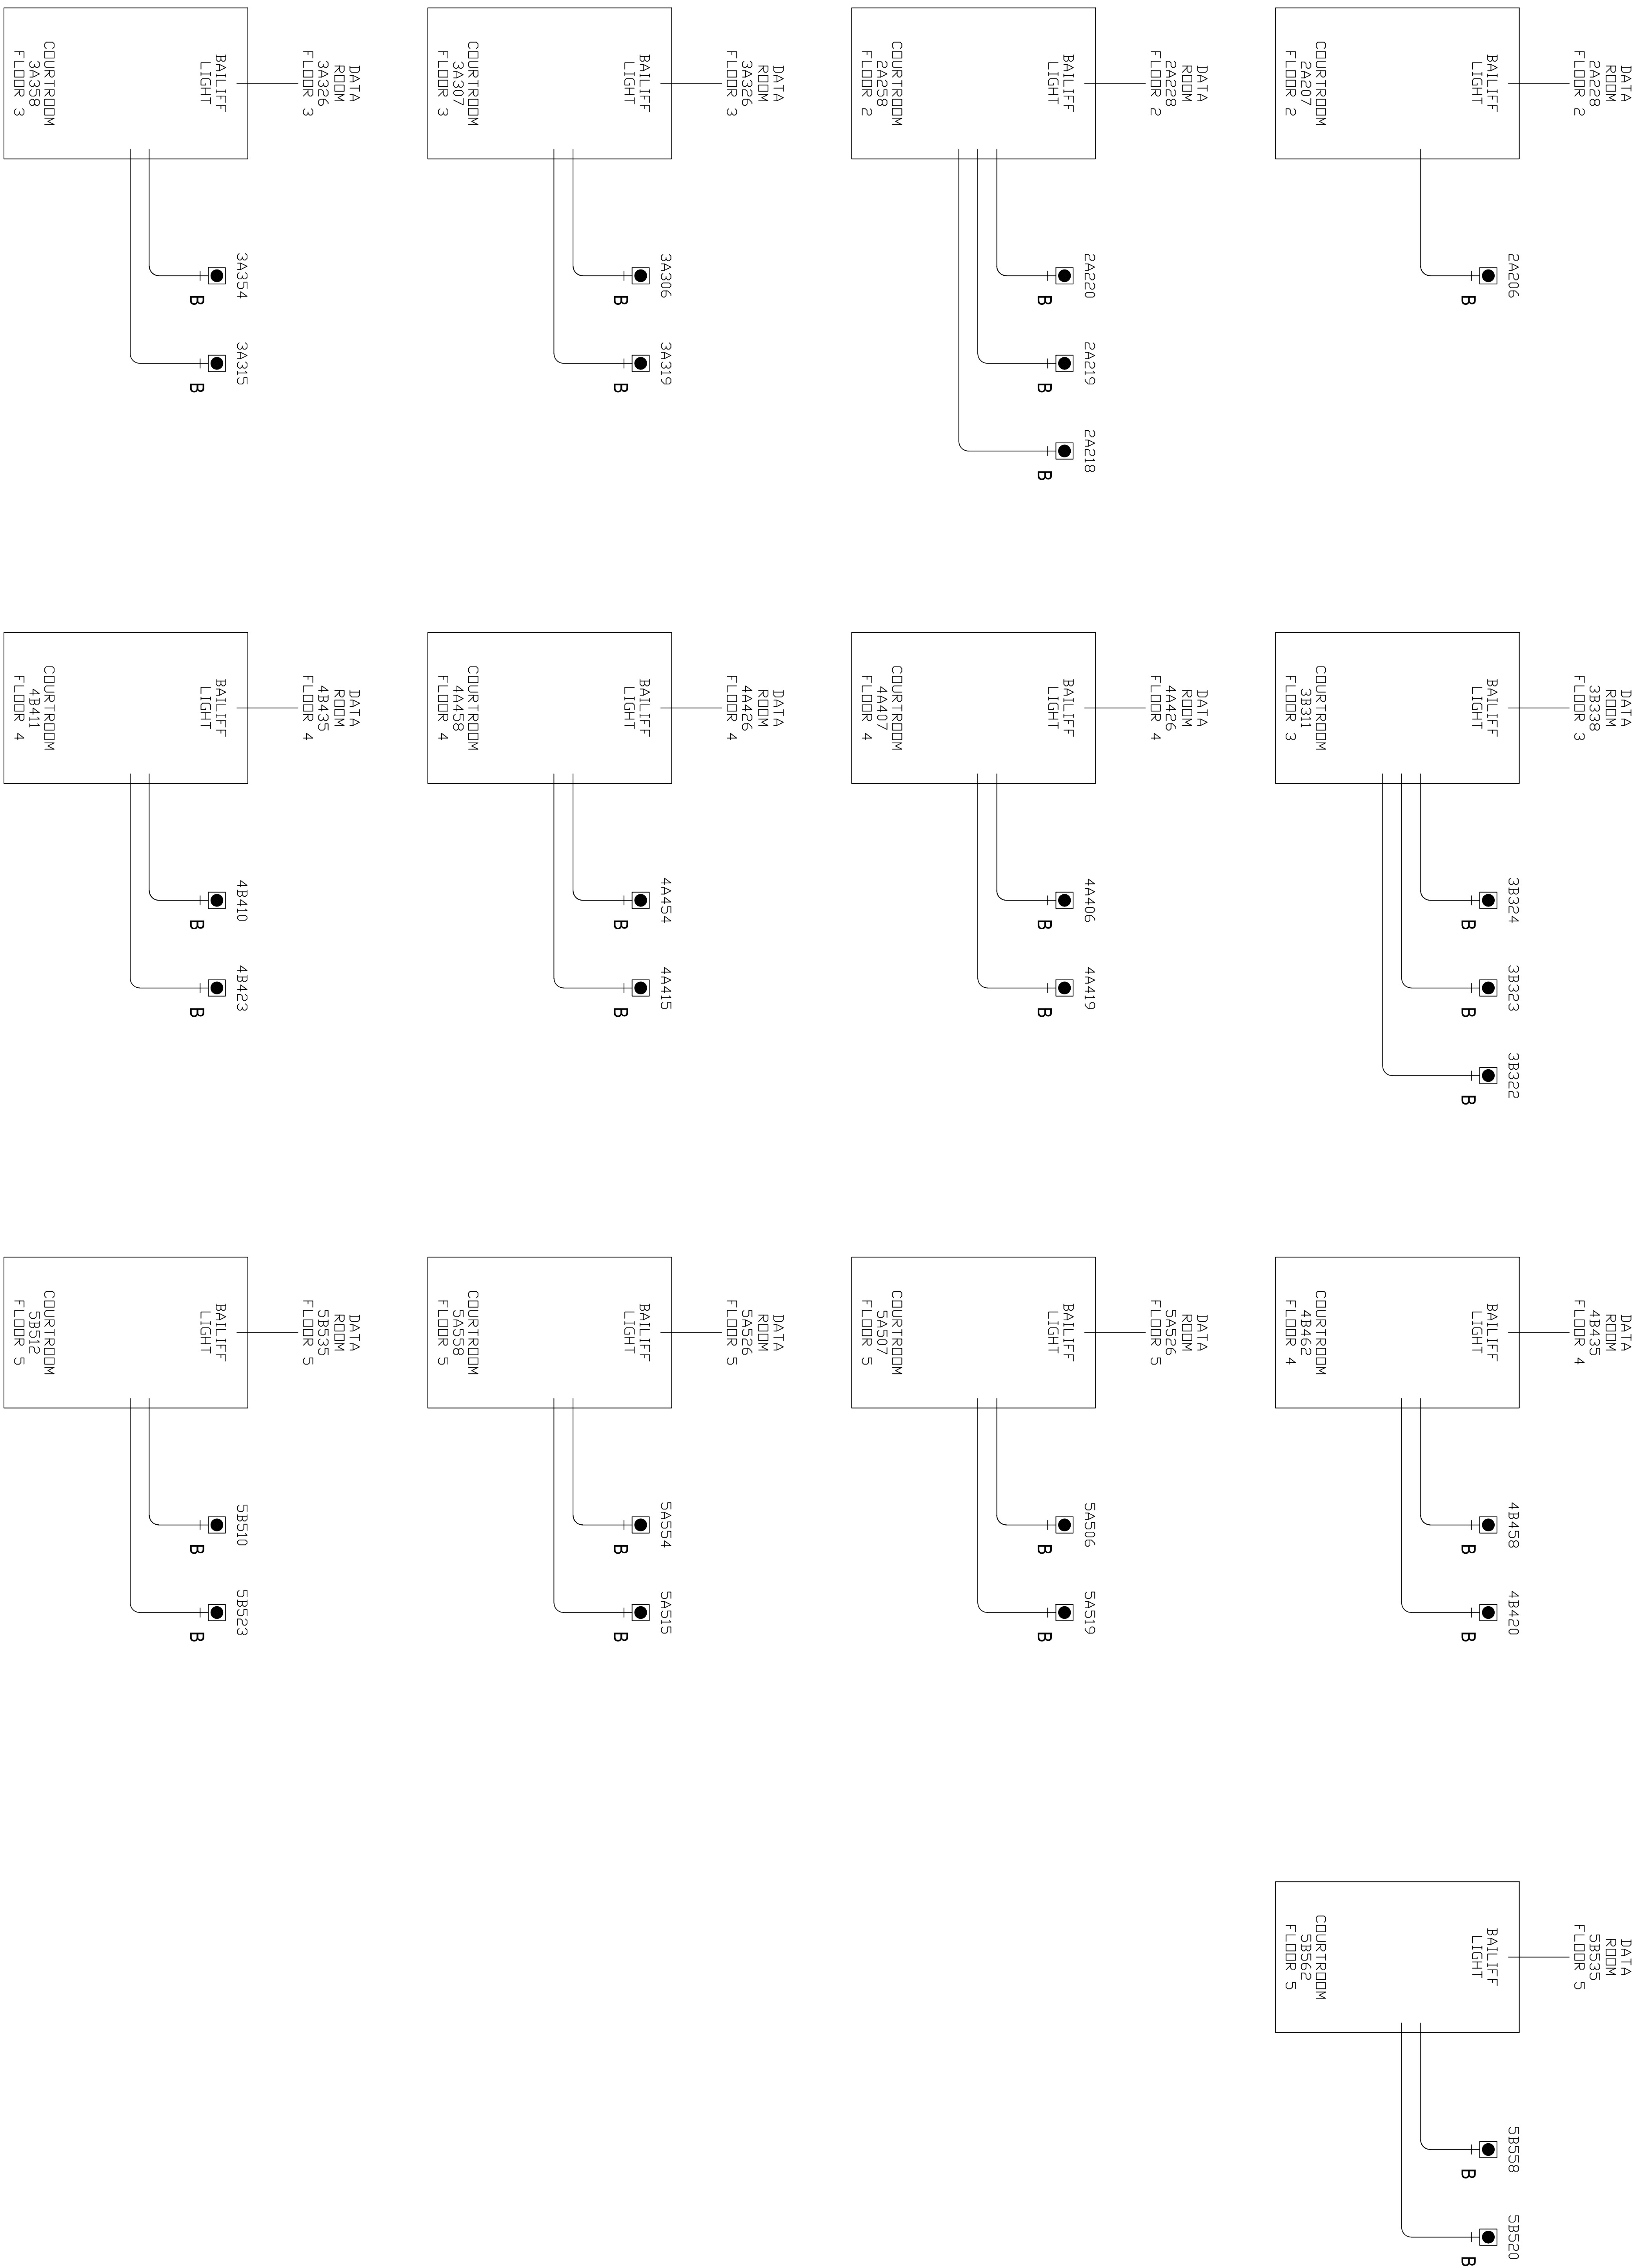 DATA
ROOM
2A228
FLOOR 2
2A206
BAILIFF
LIGHT
B
COURTROOM
2A207
FLOOR 2
DATA
ROOM
3B338
FLOOR 3
3B324
3B323
3B322
BAILIFF
LIGHT
B
B
B
COURTROOM
3B311
FLOOR 3
DATA
ROOM
4B435
FLOOR 4
4B458
4B420
BAILIFF
LIGHT
B
B
COURTROOM
4B462
FLOOR 4
DATA
ROOM
5B535
FLOOR 5
5B558
5B520
BAILIFF
LIGHT
B
B
COURTROOM
5B562
FLOOR 5
DATA
ROOM
2A228
FLOOR 2
2A220
2A219
2A218
BAILIFF
LIGHT
B
B
B
COURTROOM
2A258
FLOOR 2
DATA
ROOM
4A426
FLOOR 4
4A406
4A419
BAILIFF
LIGHT
B
B
COURTROOM
4A407
FLOOR 4
DATA
ROOM
5A526
FLOOR 5
5A506
5A519
BAILIFF
LIGHT
B
B
COURTROOM
5A507
FLOOR 5
DATA
ROOM
3A326
FLOOR 3
3A306
3A319
BAILIFF
LIGHT
B
B
COURTROOM
3A307
FLOOR 3
DATA
ROOM
4A426
FLOOR 4
4A454
4A415
BAILIFF
LIGHT
B
B
COURTROOM
4A458
FLOOR 4
DATA
ROOM
5A526
FLOOR 5
5A554
5A515
BAILIFF
LIGHT
B
B
COURTROOM
5A558
FLOOR 5
DATA
ROOM
3A326
FLOOR 3
3A354
3A315
BAILIFF
LIGHT
B
B
COURTROOM
3A358
FLOOR 3
DATA
ROOM
4B435
FLOOR 4
4B410
4B423
BAILIFF
LIGHT
B
B
COURTROOM
4B411
FLOOR 4
DATA
ROOM
5B535
FLOOR 5
5B510
5B523
BAILIFF
LIGHT
B
B
COURTROOM
5B512
FLOOR 5